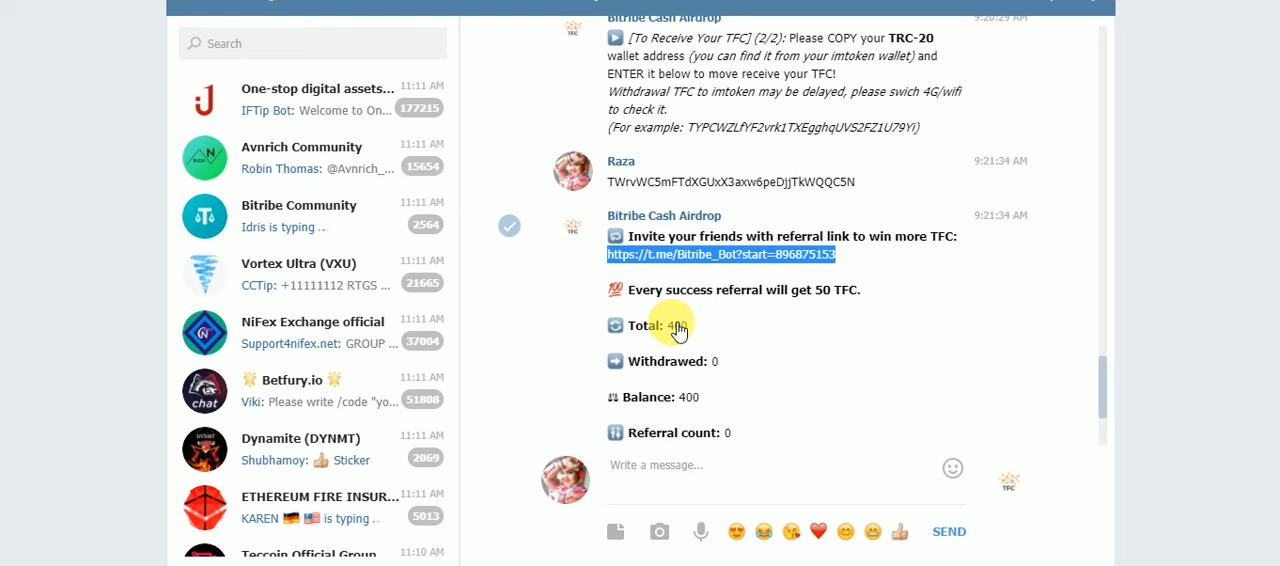 Search
One-stop digital assets... 11:11 AM
IFTip Bot: Welcome to On... 177215
Avnrich Community 11:11 AM
Robin Thomas: @Avnrich_... 15654
Bitribe Community 11:11 AM
Idris is typing ... 2564
Vortex Ultra (VXU) 11:11 AM
CCTip: +11111112 RTGS ... 21665
NiFex Exchange official 11:11 AM
Support4nifex.net: GROUP ... 37004
Betfury.io 11:11 AM
Viki: Please write /code "yo... 51808
Dynamite (DYNMT) 11:11 AM
Shubhamoy: 👍 Sticker 2069
ETHEREUM FIRE INSUR... 11:11 AM
KAREN 🇩🇪 🇺🇸 is typing ... 5013
Teccoin Official Group 11:10 AM
Bitribe Cash Airdrop 9:20:29 AM
[To Receive Your TFC] (2/2): Please COPY your TRC-20
wallet address (you can find it from your imtoken wallet) and
ENTER it below to move receive your TFC!
Withdrawal TFC to imtoken may be delayed, please swich 4G/wifi
to check it.
(For example: TYPCWZLfYF2vrk1TXEgghqUVS2FZ1U79Yi)
Raza 9:21:34 AM
TWrvWC5mFTdXGUxX3axw6peDjjTkWQQC5N
Bitribe Cash Airdrop 9:21:34 AM
Invite your friends with referral link to win more TFC:
https://t.me/Bitribe_Bot?start=896875153
💯 Every success referral will get 50 TFC.
Total: 400
Withdrawed: 0
⚖ Balance: 400
Referral count: 0
Write a message...
TFC
SEND